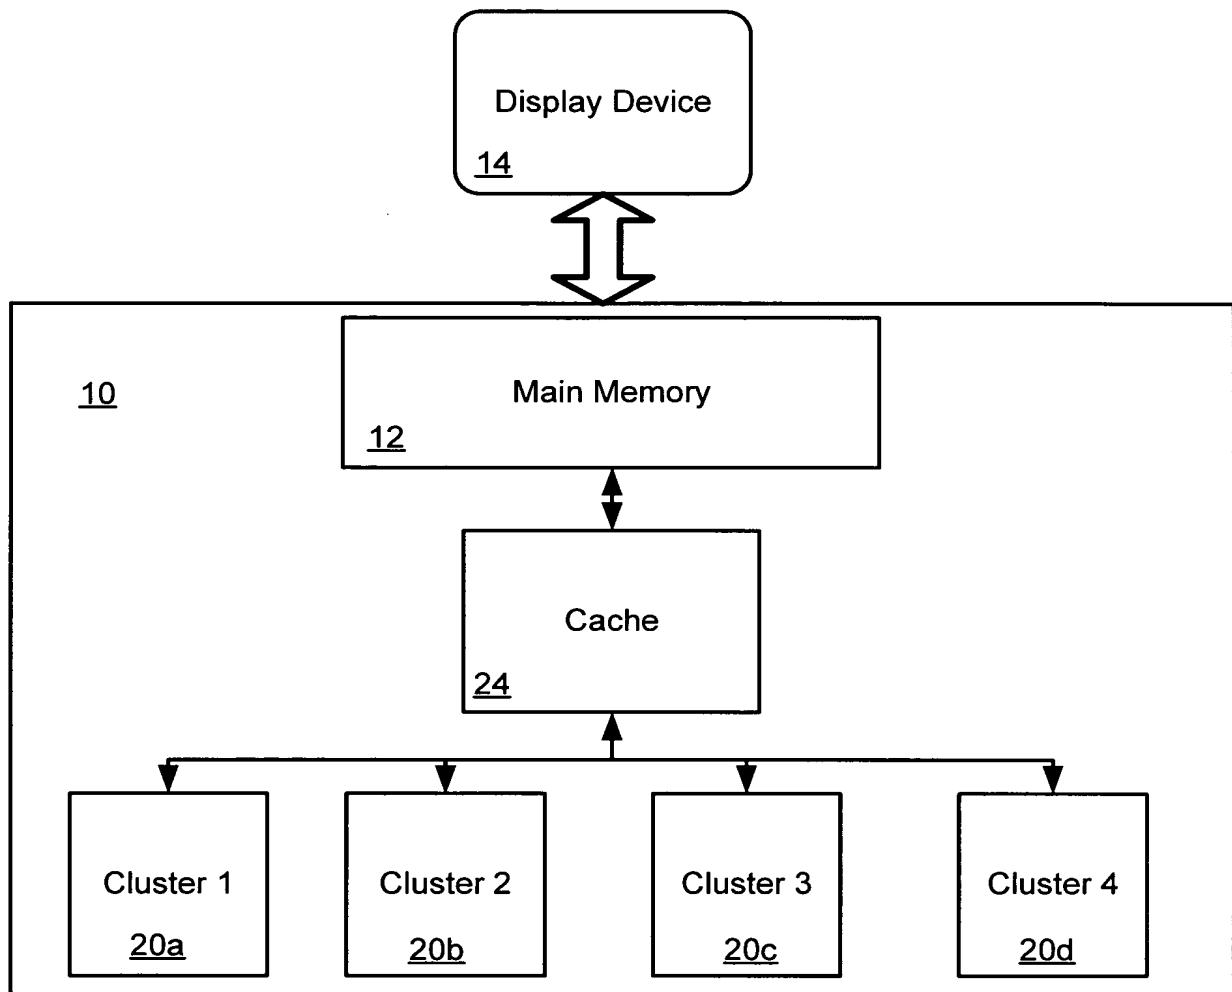 Display Device
14
10
Main Memory
12
Cache
24
Cluster 1
20a
Cluster 2
20b
Cluster 3
20c
Cluster 4
20d